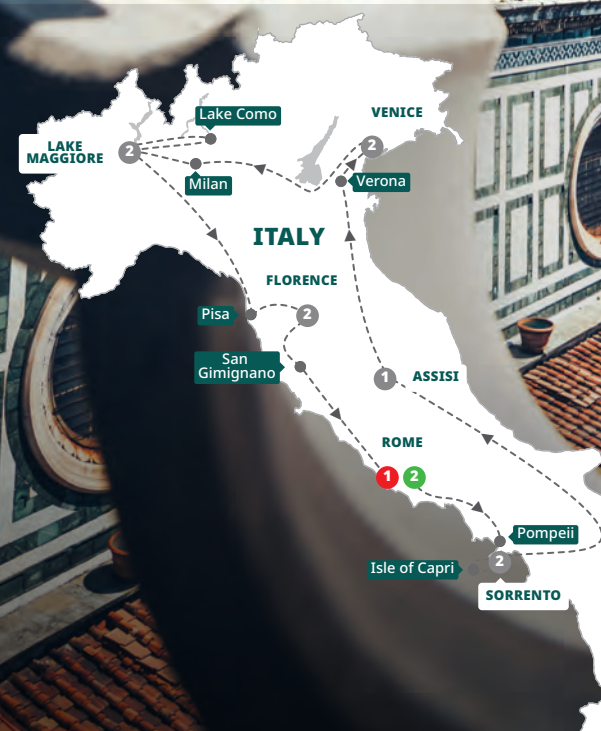 Lake Como
VENICE
2
LAKE
MAGGIORE
2
Milan
Verona
ITALY
FLORENCE
Pisa
2
San
Gimignano
1
ASSISI
ROME
1
2
Pompeii
2
Isle of Capri
SORRENTO